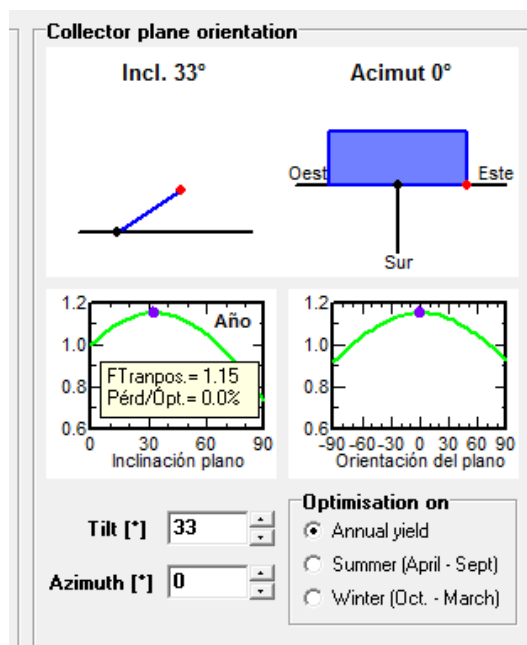 Collector plane orientation
Incl. 33°
Acimut 0°
Oest
Este
Sur
1.2
1.0
0.8
0.6
Año
FTranpos.= 1.15
Pérd/Ópt.= 0.0%
0 30 60 90
Inclinación plano
1.2
1.0
0.8
0.6
-90 -60 -30 0 30 60 90
Orientación del plano
Tilt [°] 33
Azimuth [°] 0
Optimisation on
Annual yield
Summer (April - Sept)
Winter (Oct. - March)